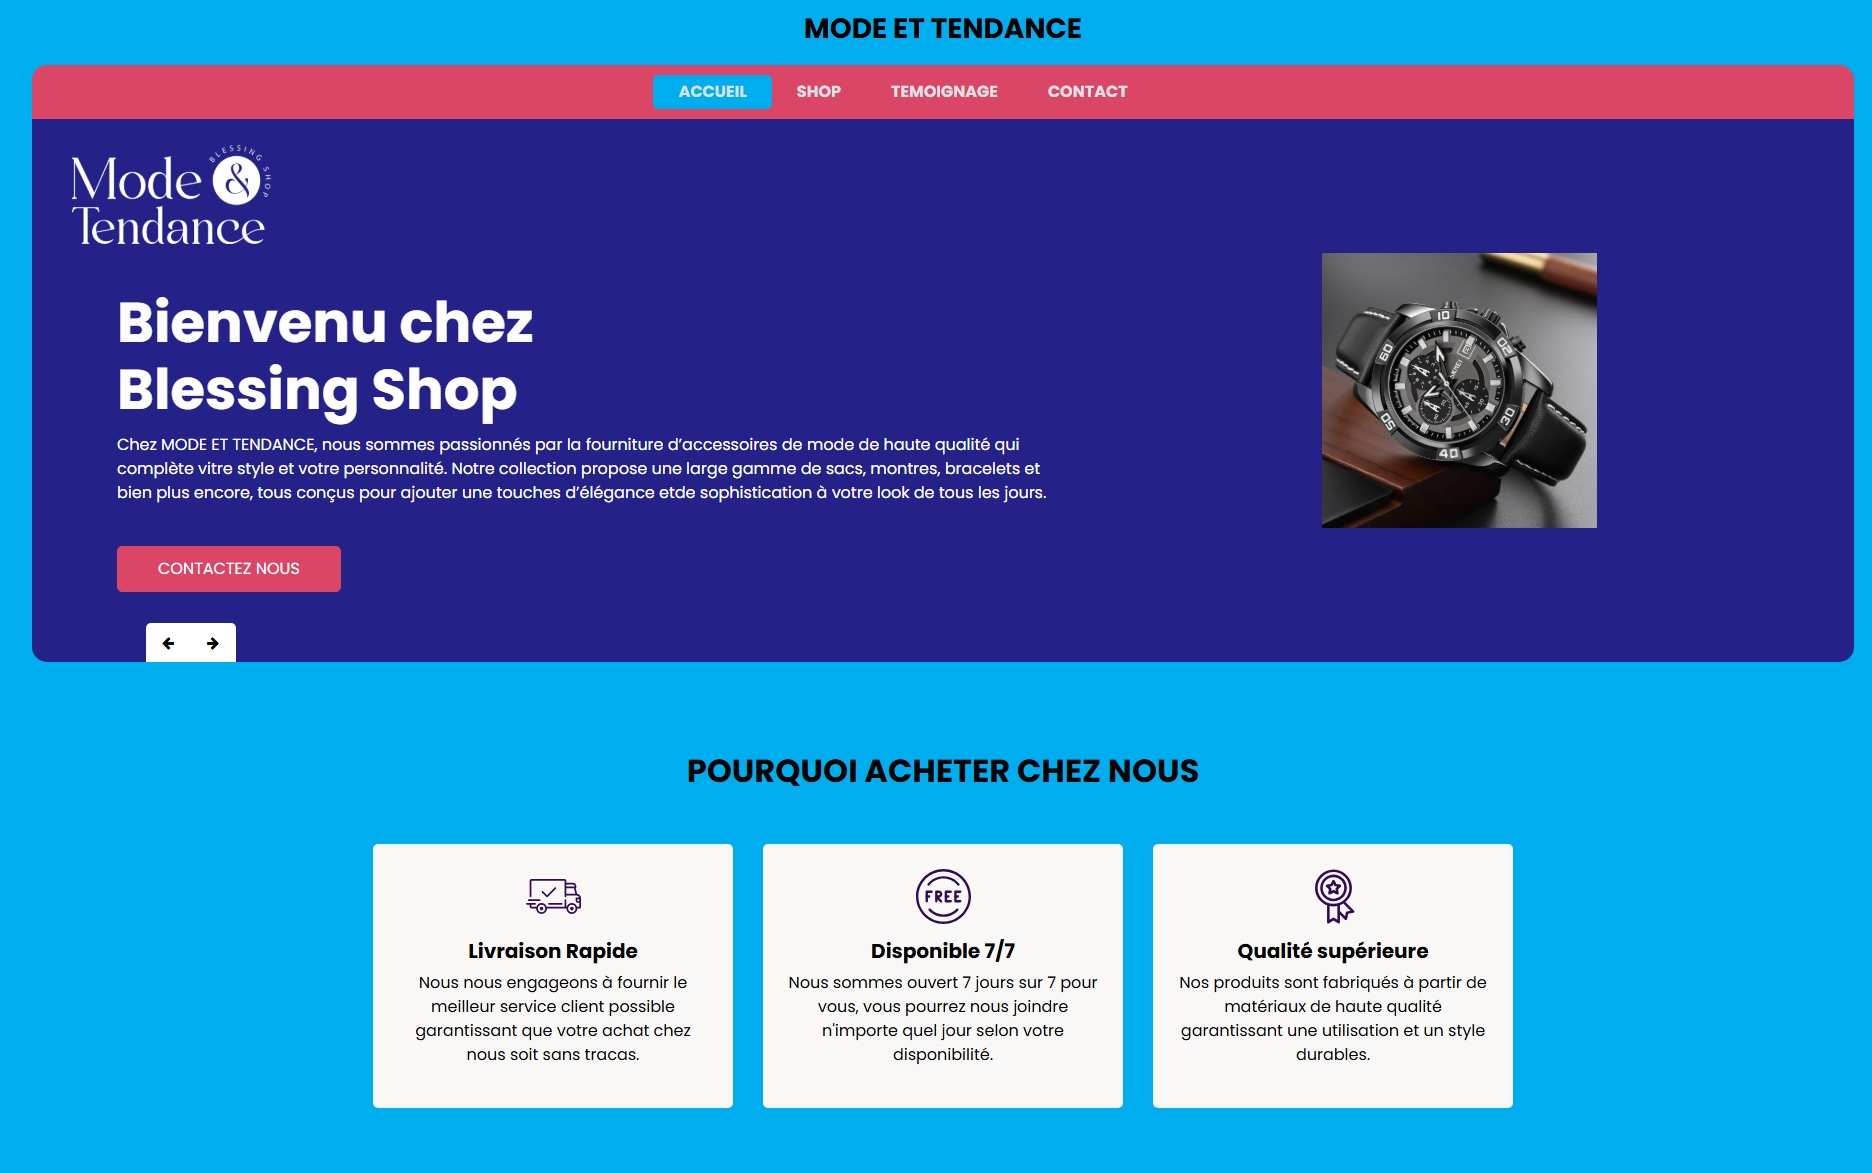 MODE ET TENDANCE
ACCUEIL SHOP TEMOIGNAGE CONTACT
Mode &
BLESSING SHOP
Tendance
Bienvenu chez
Blessing Shop
Chez MODE ET TENDANCE, nous sommes passionnés par la fourniture d’accessoires de mode de haute qualité qui
complète vitre style et votre personnalité. Notre collection propose une large gamme de sacs, montres, bracelets et
bien plus encore, tous conçus pour ajouter une touches d’élégance etde sophistication à votre look de tous les jours.
CONTACTEZ NOUS
10
02
30
40
50
60
POURQUOI ACHETER CHEZ NOUS
Livraison Rapide
Nous nous engageons à fournir le
meilleur service client possible
garantissant que votre achat chez
nous soit sans tracas.
FREE
Disponible 7/7
Nous sommes ouvert 7 jours sur 7 pour
vous, vous pourrez nous joindre
n'importe quel jour selon votre
disponibilité.
Qualité supérieure
Nos produits sont fabriqués à partir de
matériaux de haute qualité
garantissant une utilisation et un style
durables.